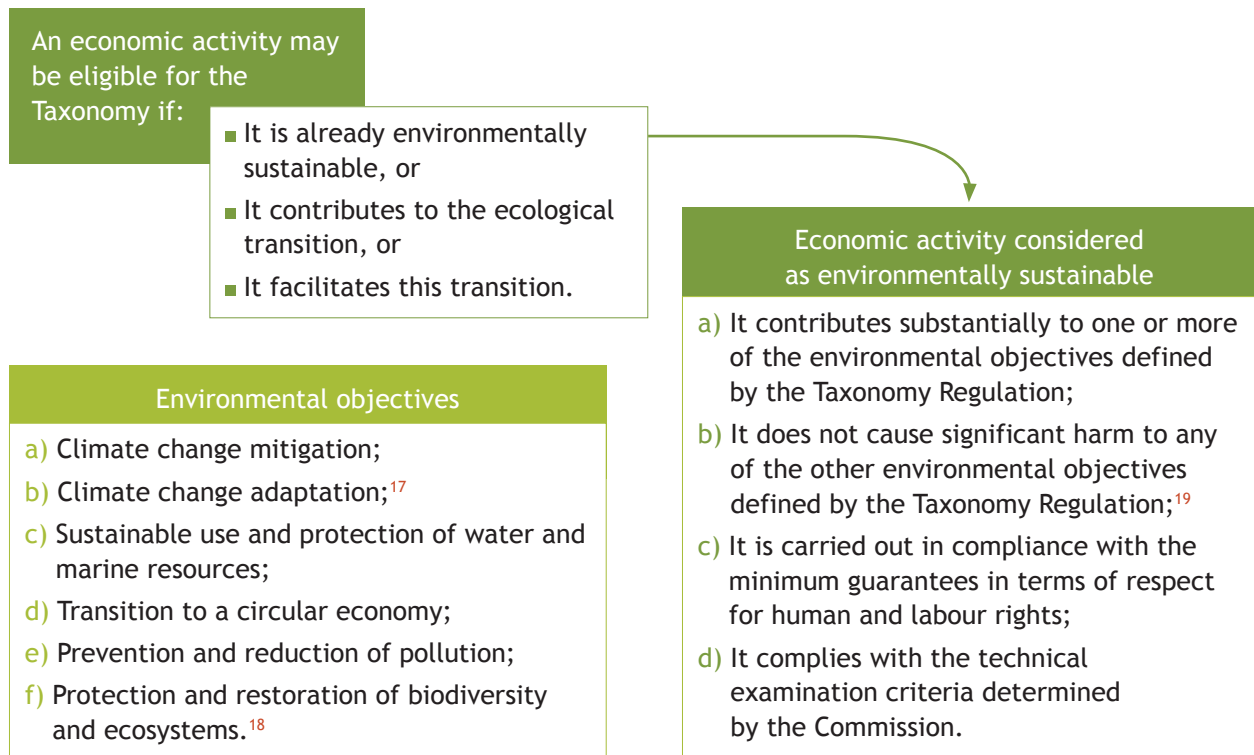 An economic activity may
be eligible for the
Taxonomy if:
■ It is already environmentally
sustainable, or
■ It contributes to the ecological
transition, or
■ It facilitates this transition.
Economic activity considered
as environmentally sustainable
a) It contributes substantially to one or more
of the environmental objectives defined
by the Taxonomy Regulation;
b) It does not cause significant harm to any
of the other environmental objectives
defined by the Taxonomy Regulation;19
c) It is carried out in compliance with the
minimum guarantees in terms of respect
for human and labour rights;
d) It complies with the technical
examination criteria determined
by the Commission.
Environmental objectives
a) Climate change mitigation;
b) Climate change adaptation;17
c) Sustainable use and protection of water and
marine resources;
d) Transition to a circular economy;
e) Prevention and reduction of pollution;
f) Protection and restoration of biodiversity
and ecosystems.18